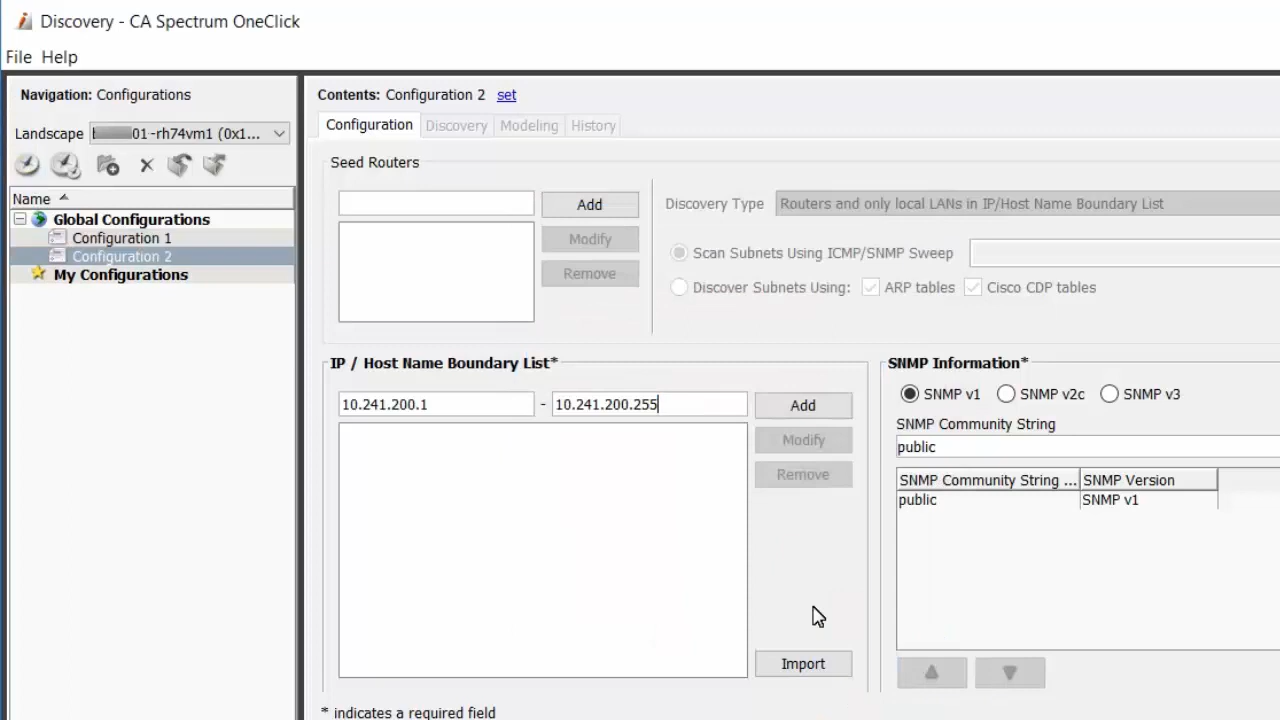 Discovery - CA Spectrum OneClick
File Help
Navigation: Configurations
Landscape 01-rh74vm1 (0x1...
Name
Global Configurations
Configuration 1
Configuration 2
My Configurations
Contents: Configuration 2 set
Configuration Discovery Modeling History
Seed Routers
Add
Modify
Remove
Discovery Type Routers and only local LANs in IP/Host Name Boundary List
Scan Subnets Using ICMP/SNMP Sweep
Discover Subnets Using: ARP tables Cisco CDP tables
IP / Host Name Boundary List*
10.241.200.1 - 10.241.200.255 Add
Modify
Remove
Import
SNMP Information*
SNMP v1 SNMP v2c SNMP v3
SNMP Community String
public
SNMP Community String ... SNMP Version
public SNMP v1
* indicates a required field